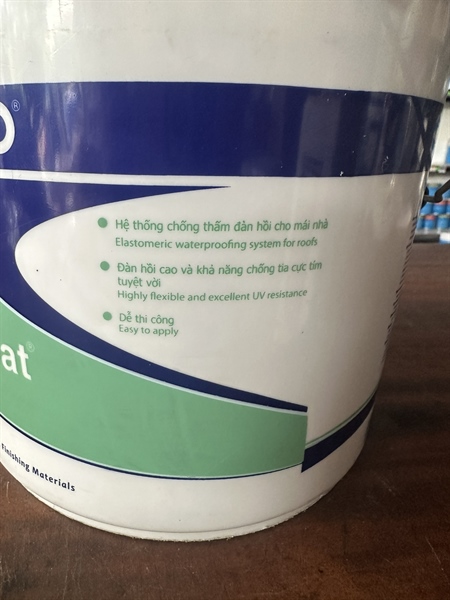 O®
Hệ thống chống thấm đàn hồi cho mái nhà
Elastomeric waterproofing system for roofs
Đàn hồi cao và khả năng chống tia cực tím
tuyệt vời
Highly flexible and excellent UV resistance
Dễ thi công
Easy to apply
at®
Finishing Materials